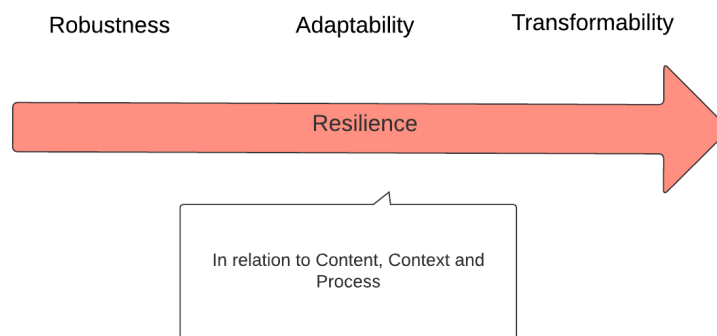 Robustness
Adaptability
Transformability
Resilience
In relation to Content, Context and
Process